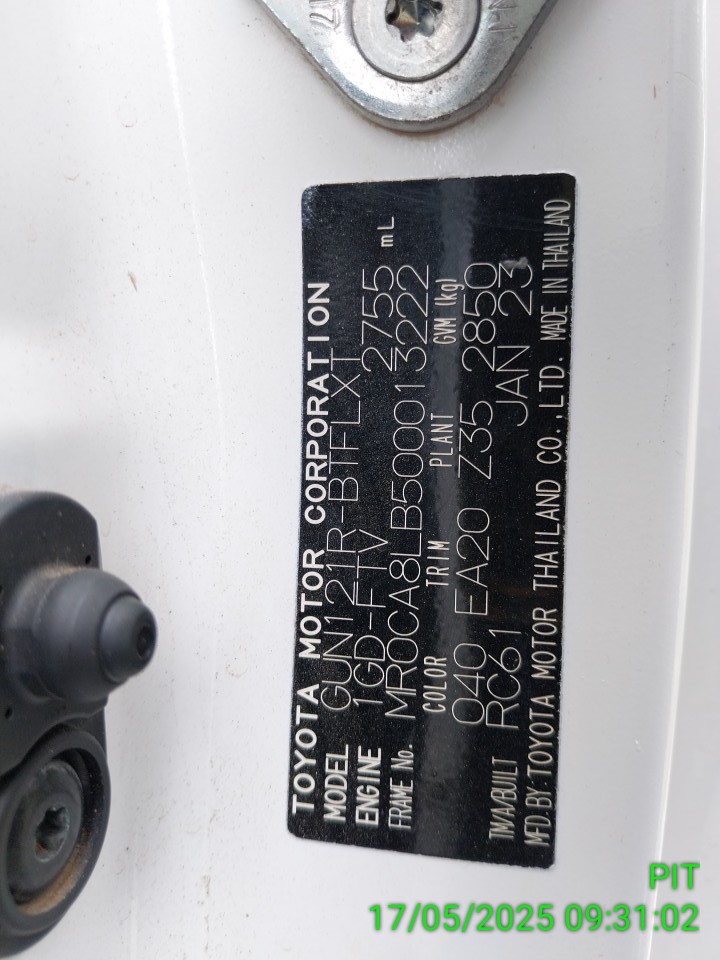 TOYOTA MOTOR CORPORATION
MODEL GUN121R-BTFLXT
ENGINE 1GD-FTV 2755 mL
FRAME No. MR0CA8LB500013222
COLOR TRIM PLANT GVM (kg)
040 EA20 Z35 2850
TM/A/BUILT RC61 JAN 23
MFD. BY: TOYOTA MOTOR THAILAND CO., LTD. MADE IN THAILAND
PIT
17/05/2025 09:31:02